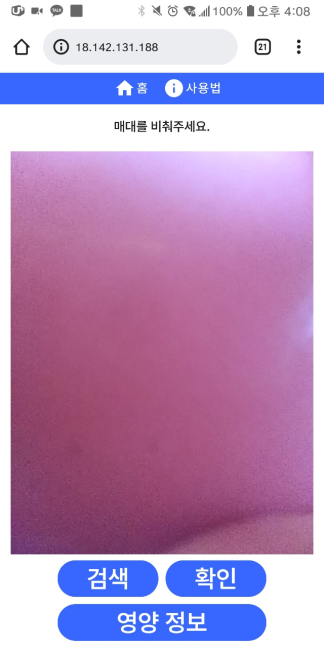 100% 오후 4:08
18.142.131.188
21
홈 사용법
매대를 비춰주세요.
검색 확인
영양 정보